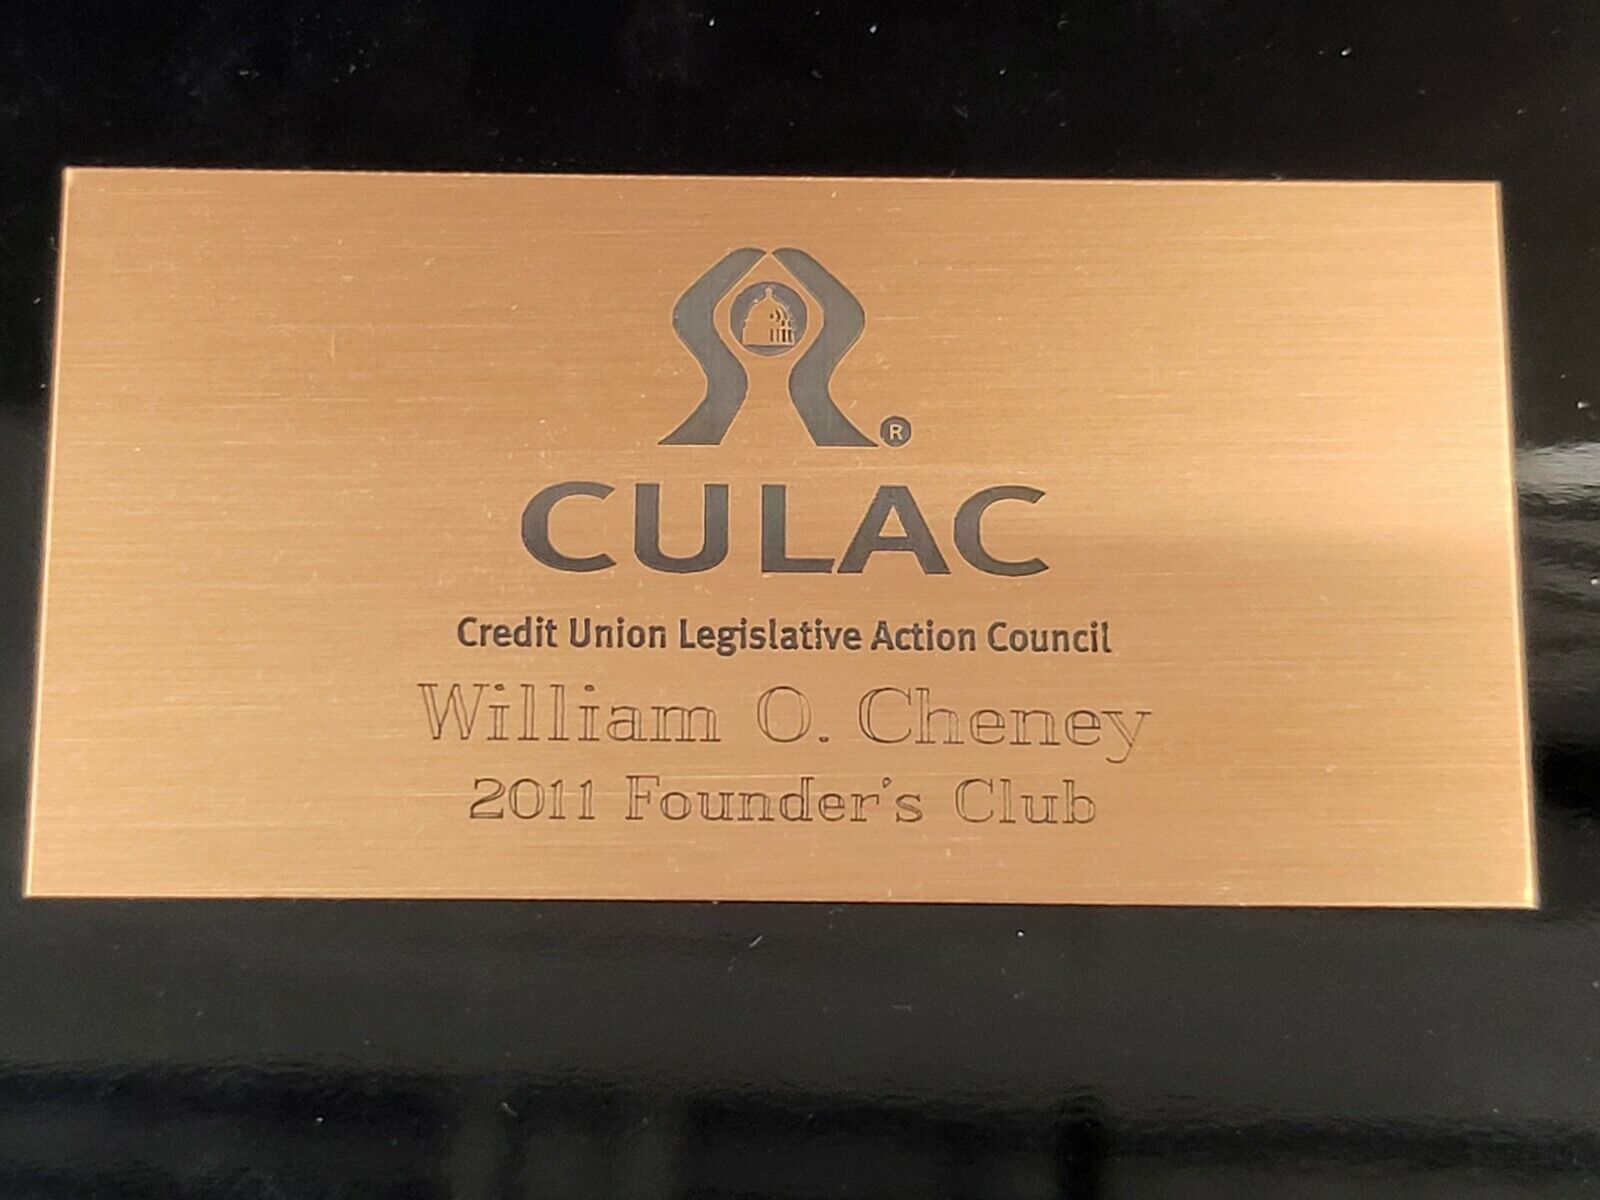 ®
CULAC
Credit Union Legislative Action Council
William O. Cheney
2011 Founder's Club